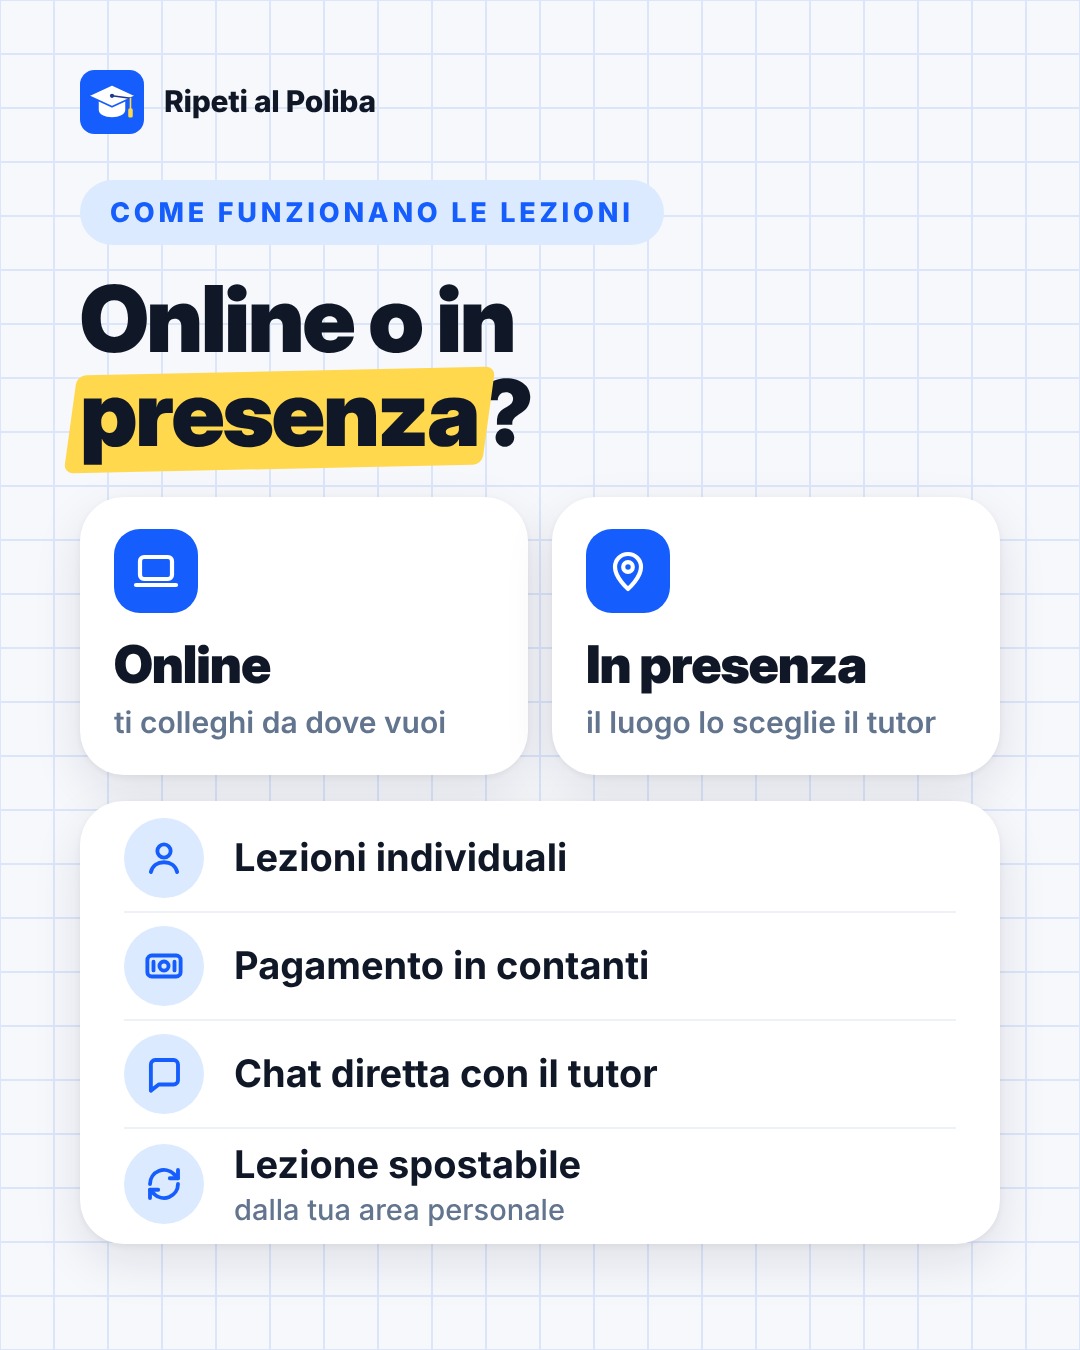 Ripeti al Poliba
COME FUNZIONANO LE LEZIONI
Online o in
presenza?
Online
ti colleghi da dove vuoi
In presenza
il luogo lo sceglie il tutor
Lezioni individuali
Pagamento in contanti
Chat diretta con il tutor
Lezione spostabile
dalla tua area personale